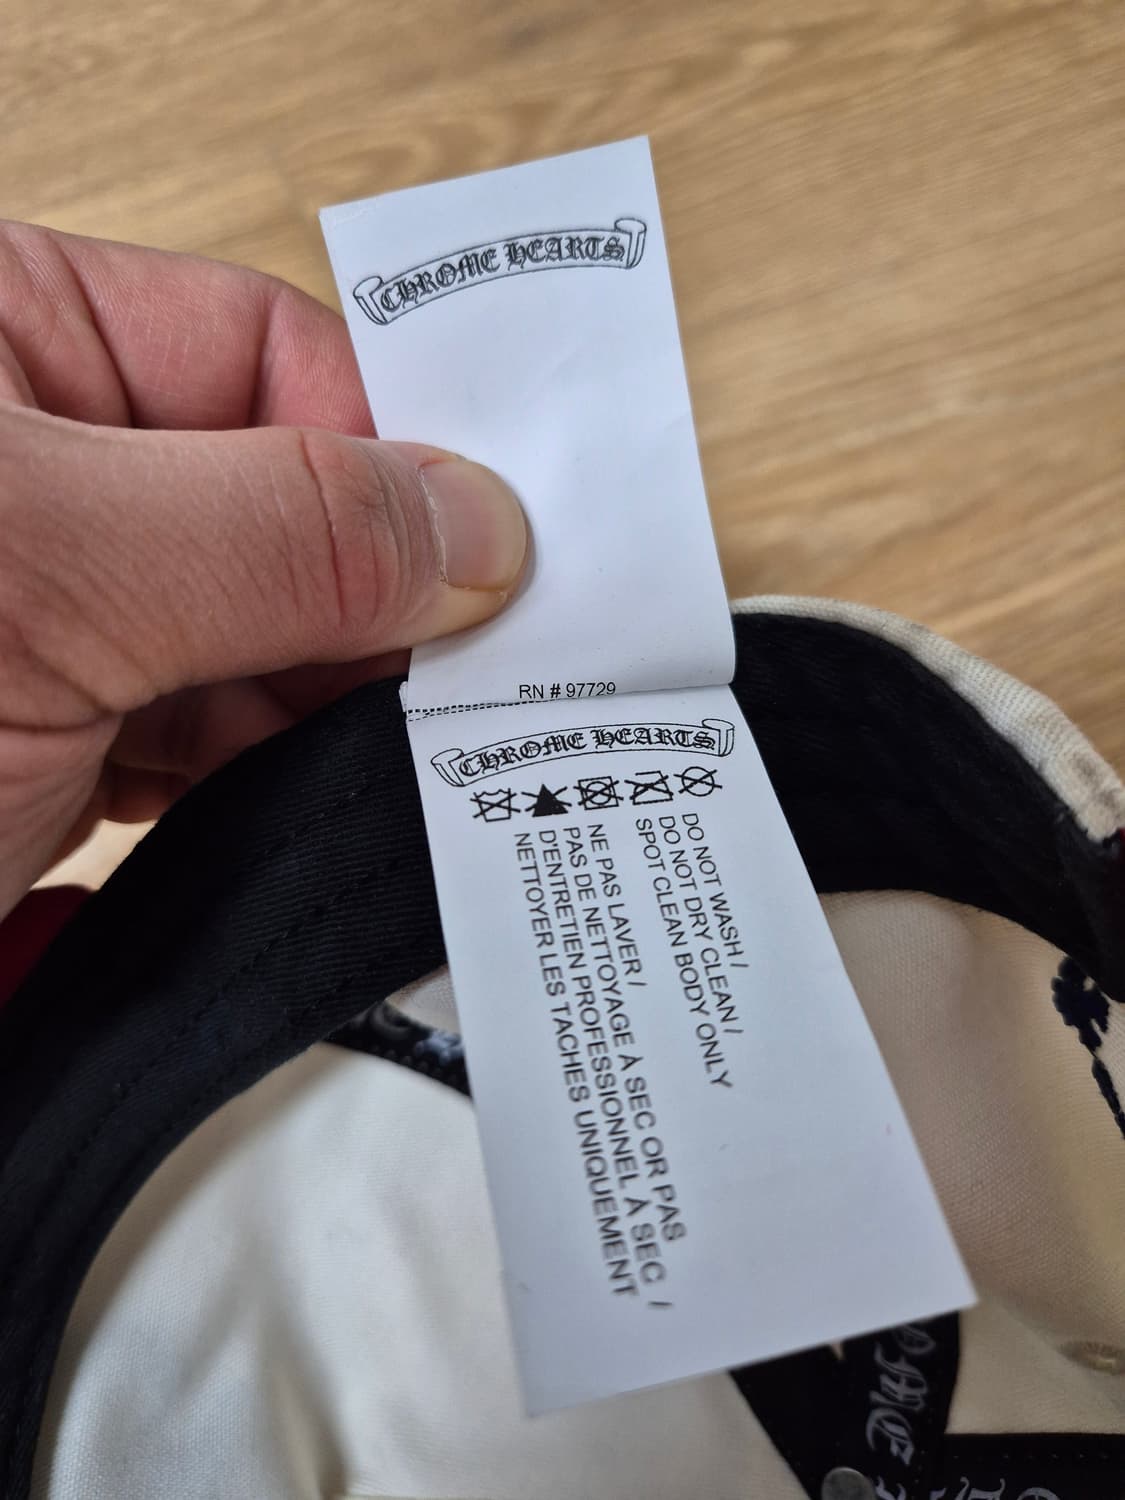 CHROME HEARTS
RN # 97729
CHROME HEARTS
DO NOT WASH /
DO NOT DRY CLEAN /
SPOT CLEAN BODY ONLY
NE PAS LAVER /
PAS DE NETTOYAGE À SEC OR PAS
D'ENTRETIEN PROFESSIONNEL À SEC /
NETTOYER LES TACHES UNIQUEMENT